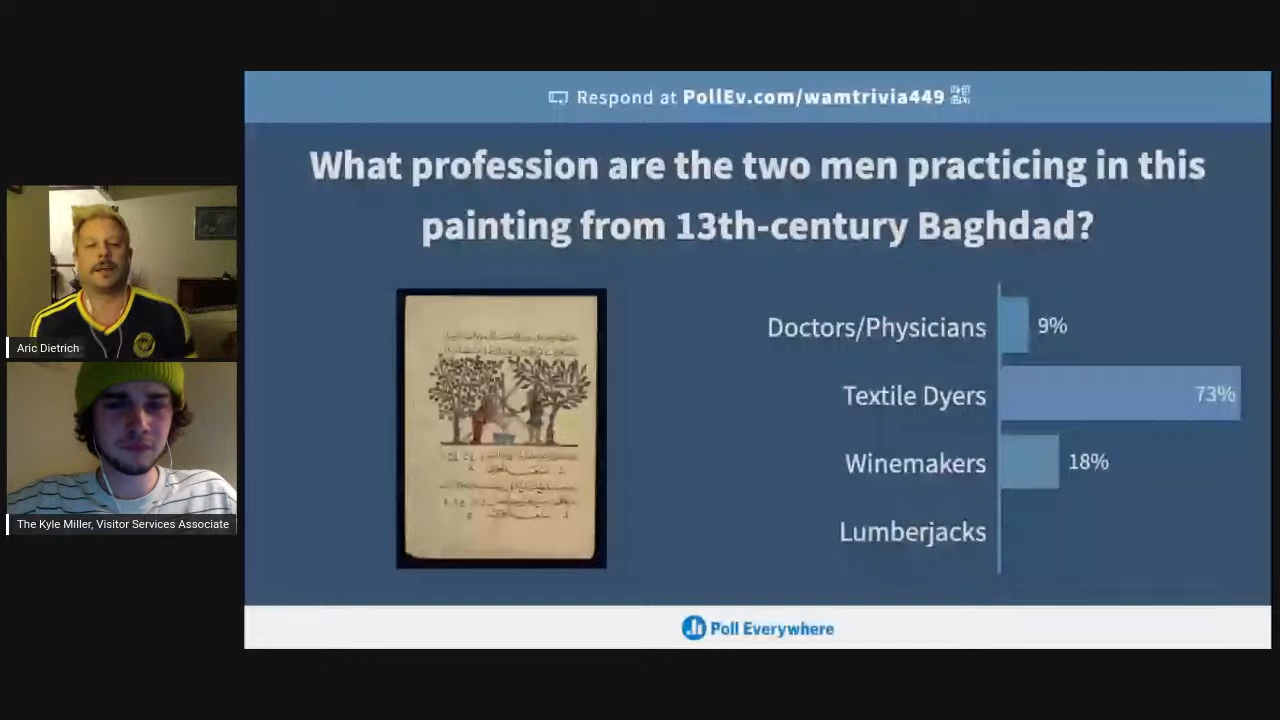 Respond at PollEv.com/wamtrivia449
What profession are the two men practicing in this
painting from 13th-century Baghdad?
Doctors/Physicians
9%
Textile Dyers
73%
Winemakers
18%
Lumberjacks
Poll Everywhere
Aric Dietrich
The Kyle Miller, Visitor Services Associate